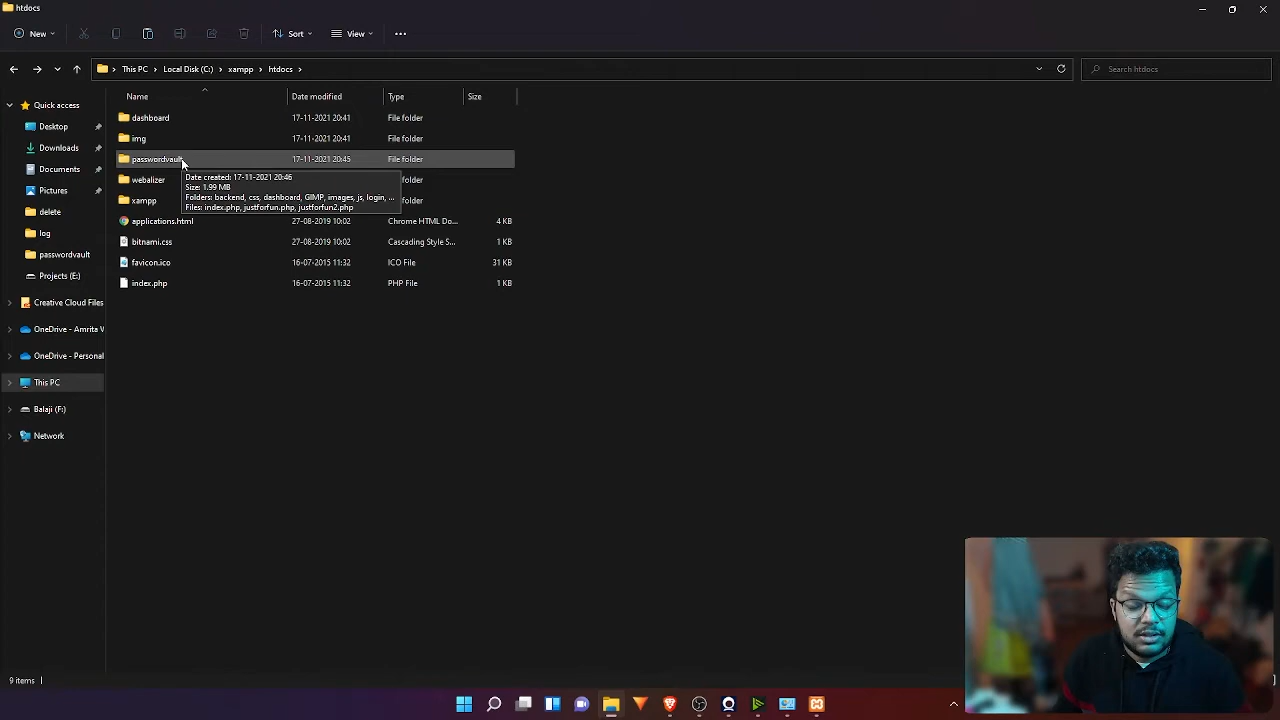 htdocs
New
Sort
View
This PC
Local Disk (C:)
xampp
htdocs
Search htdocs
Quick access
Desktop
Downloads
Documents
Pictures
delete
log
passwordvault
Projects (E:)
Creative Cloud Files
OneDrive - Amrita V
OneDrive - Personal
This PC
Balaji (F:)
Network
Name Date modified Type Size
dashboard 17-11-2021 20:41 File folder
img 17-11-2021 20:41 File folder
passwordvault 17-11-2021 20:45 File folder
webalizer File folder
xampp File folder
Date created: 17-11-2021 20:46
Size: 1.99 MB
Folders: backend, css, dashboard, GIMP, images, js, login, ...
Files: index.php, justforfun.php, justforfun2.php
applications.html 27-08-2019 10:02 Chrome HTML Do... 4 KB
bitnami.css 27-08-2019 10:02 Cascading Style S... 1 KB
favicon.ico 16-07-2015 11:32 ICO File 31 KB
index.php 16-07-2015 11:32 PHP File 1 KB
9 items